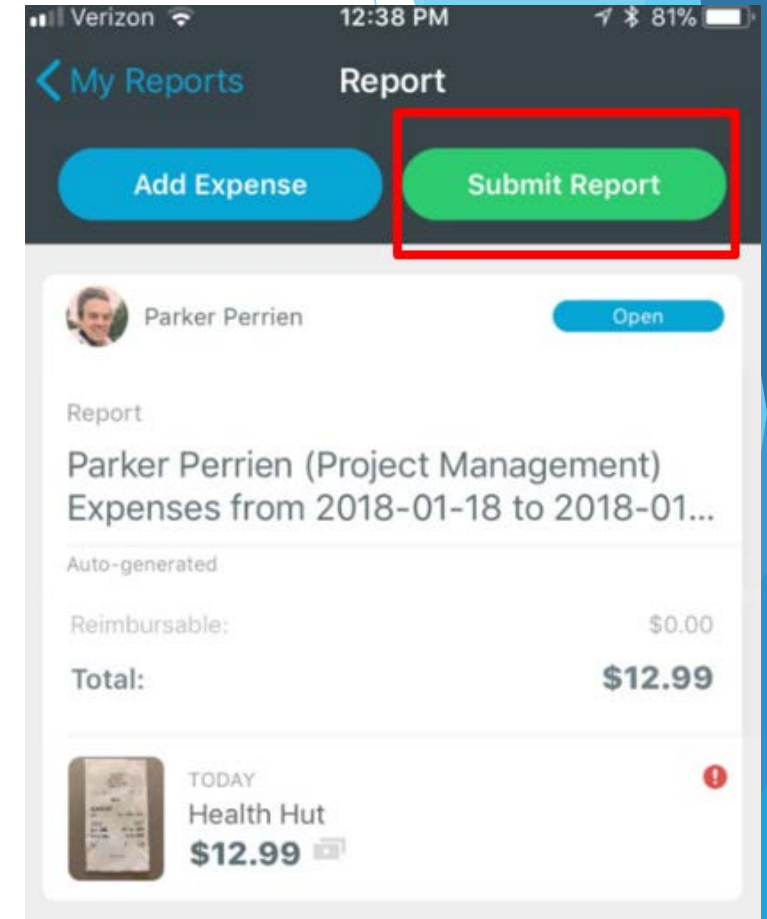 Verizon 12:38 PM 81%
My Reports Report
Add Expense Submit Report
Parker Perrien Open
Report
Parker Perrien (Project Management)
Expenses from 2018-01-18 to 2018-01...
Auto-generated
Reimbursable: $0.00
Total: $12.99
TODAY
Health Hut
$12.99